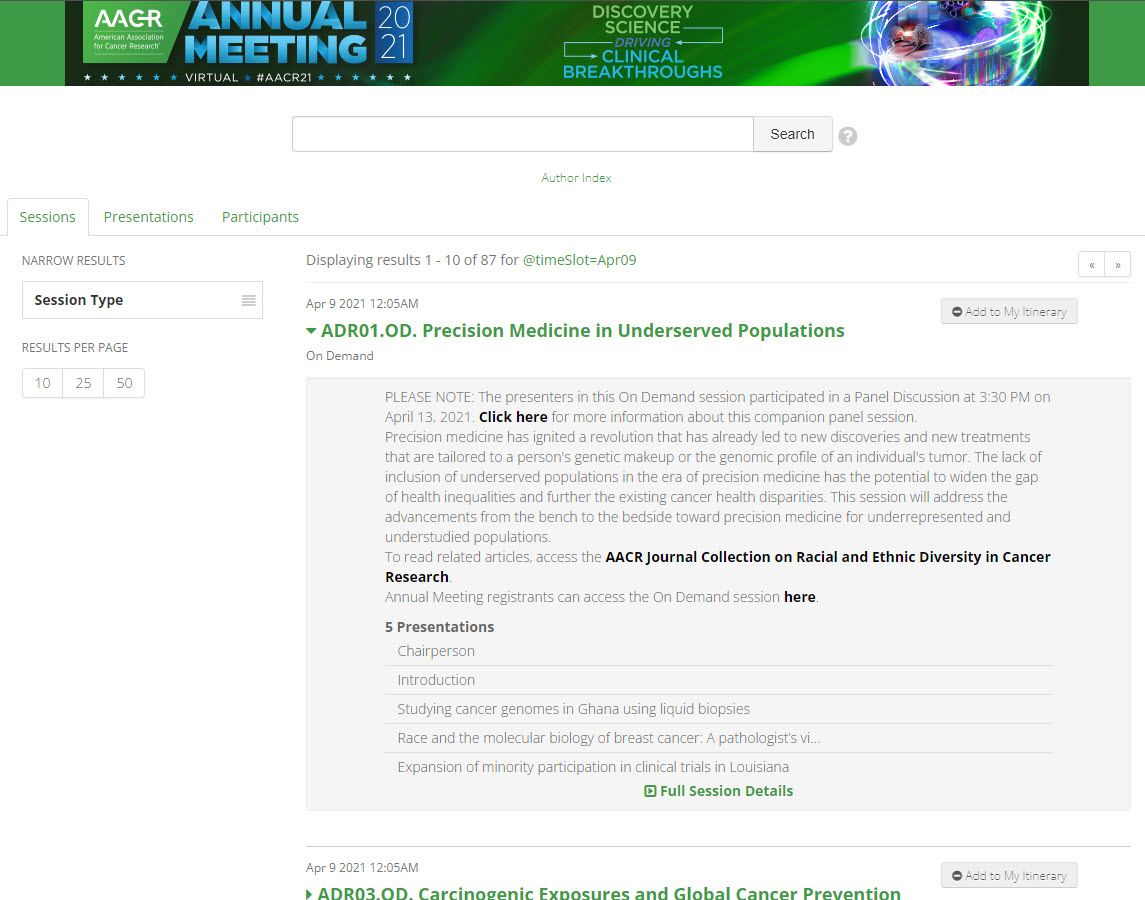 AACR
American Association
for Cancer Research
ANNUAL
MEETING
20
21
VIRTUAL #AACR21
DISCOVERY
SCIENCE
DRIVING
CLINICAL
BREAKTHROUGHS
Search
?
Author Index
Sessions
Presentations
Participants
NARROW RESULTS
Session Type
RESULTS PER PAGE
10
25
50
Displaying results 1 - 10 of 87 for @timeSlot=Apr09
«
»
Apr 9 2021 12:05AM
Add to My Itinerary
ADR01.OD. Precision Medicine in Underserved Populations
On Demand
PLEASE NOTE: The presenters in this On Demand session participated in a Panel Discussion at 3:30 PM on
April 13, 2021. Click here for more information about this companion panel session.
Precision medicine has ignited a revolution that has already led to new discoveries and new treatments
that are tailored to a person's genetic makeup or the genomic profile of an individual's tumor. The lack of
inclusion of underserved populations in the era of precision medicine has the potential to widen the gap
of health inequalities and further the existing cancer health disparities. This session will address the
advancements from the bench to the bedside toward precision medicine for underrepresented and
understudied populations.
To read related articles, access the AACR Journal Collection on Racial and Ethnic Diversity in Cancer
Research.
Annual Meeting registrants can access the On Demand session here.
5 Presentations
Chairperson
Introduction
Studying cancer genomes in Ghana using liquid biopsies
Race and the molecular biology of breast cancer: A pathologist's vi...
Expansion of minority participation in clinical trials in Louisiana
Full Session Details
Apr 9 2021 12:05AM
Add to My Itinerary
ADR03.OD. Carcinogenic Exposures and Global Cancer Prevention